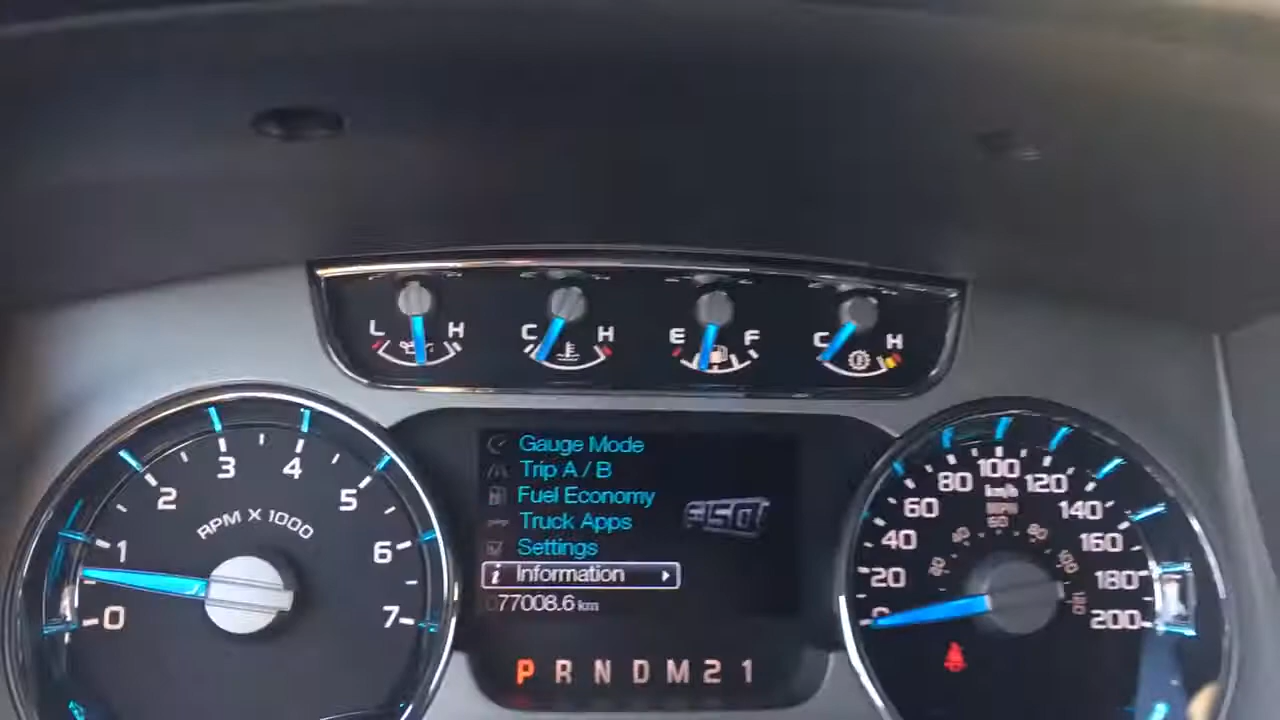 L H
C H
E F
C H
0 1 2 3 4 5 6 7
RPM X 1000
Gauge Mode
Trip A / B
Fuel Economy
Truck Apps
Settings
i Information
77008.6 km
P R N D M 2 1
0 20 40 60 80 100 120 140 160 180 200
km/h
MPH